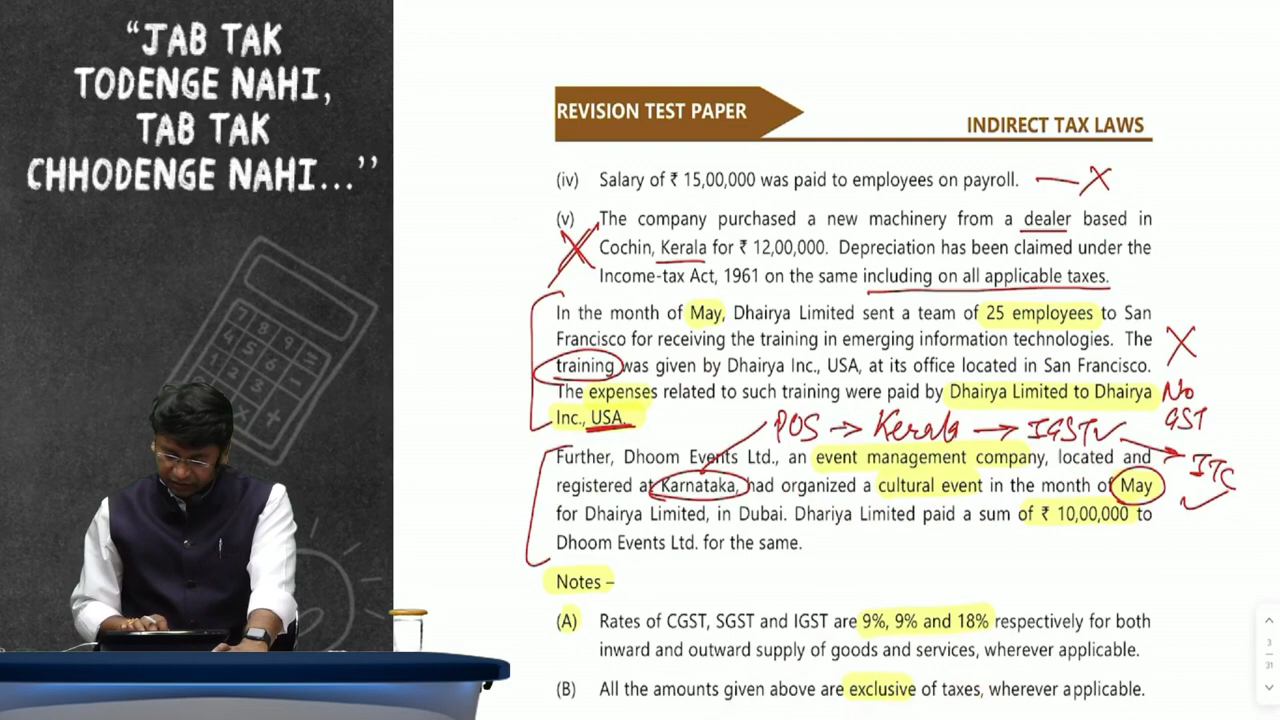 “JAB TAK
TODENGE NAHI,
TAB TAK
CHHODENGE NAHI...’’
REVISION TEST PAPER
INDIRECT TAX LAWS
(iv) Salary of ₹ 15,00,000 was paid to employees on payroll. — X
(v) The company purchased a new machinery from a dealer based in
Cochin, Kerala for ₹ 12,00,000. Depreciation has been claimed under the
Income-tax Act, 1961 on the same including on all applicable taxes.
In the month of May, Dhairya Limited sent a team of 25 employees to San
Francisco for receiving the training in emerging information technologies. The
training was given by Dhairya Inc., USA, at its office located in San Francisco.
The expenses related to such training were paid by Dhairya Limited to Dhairya
Inc., USA.
X
No
GST
POS → Kerala → IGST✓
ITC
✓
Further, Dhoom Events Ltd., an event management company, located and
registered at Karnataka, had organized a cultural event in the month of May
for Dhairya Limited, in Dubai. Dhariya Limited paid a sum of ₹ 10,00,000 to
Dhoom Events Ltd. for the same.
Notes –
(A) Rates of CGST, SGST and IGST are 9%, 9% and 18% respectively for both
inward and outward supply of goods and services, wherever applicable.
(B) All the amounts given above are exclusive of taxes, wherever applicable.
3
31